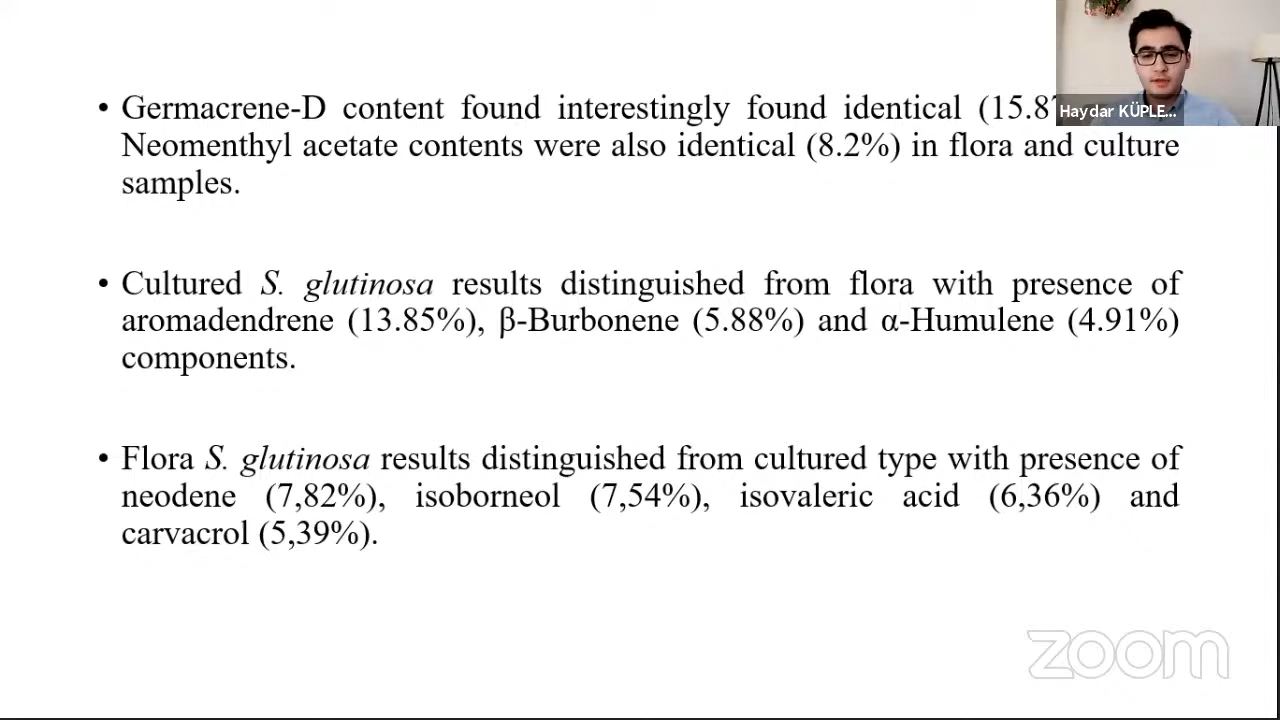 • Germacrene-D content found interestingly found identical (15.8
Neomenthyl acetate contents were also identical (8.2%) in flora and culture
samples.
• Cultured S. glutinosa results distinguished from flora with presence of
aromadendrene (13.85%), β-Burbonene (5.88%) and α-Humulene (4.91%)
components.
• Flora S. glutinosa results distinguished from cultured type with presence of
neodene (7,82%), isoborneol (7,54%), isovaleric acid (6,36%) and
carvacrol (5,39%).
Haydar KÜPLE...
zoom